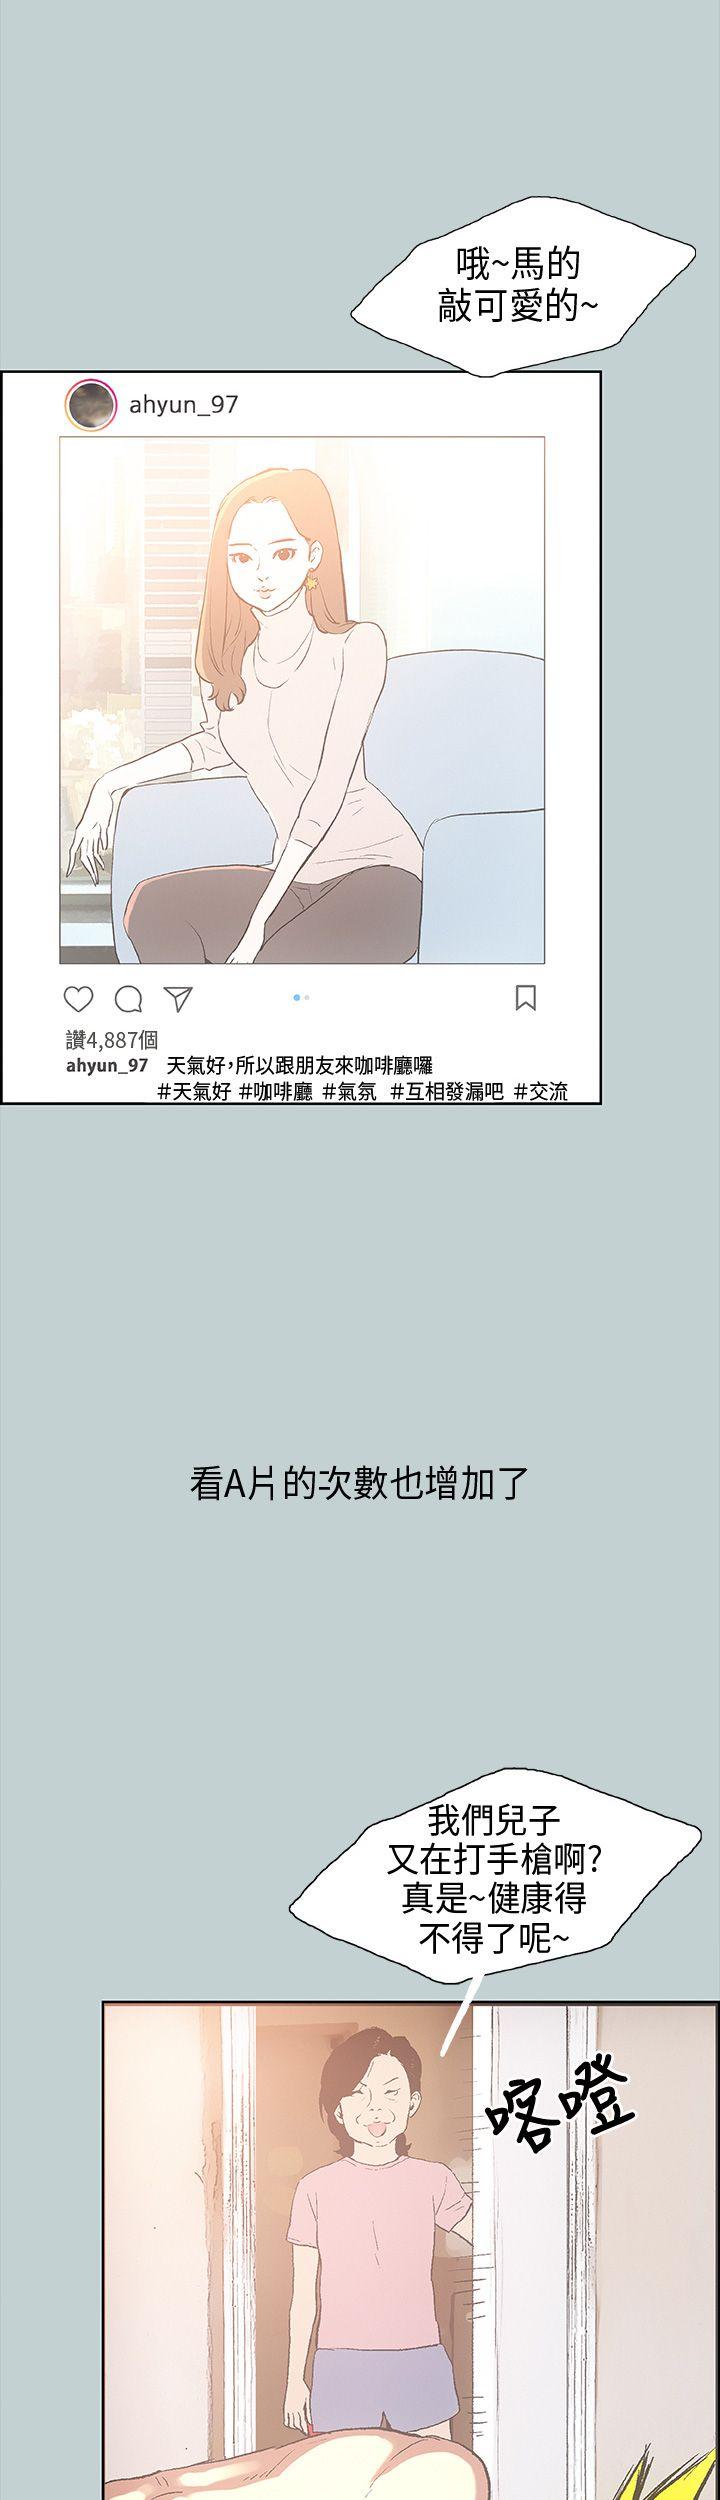 哦~馬的
敲可愛的~
ahyun_97
讚4,887個
ahyun_97 天氣好,所以跟朋友來咖啡廳囉
#天氣好 #咖啡廳 #氣氛 #互相發漏吧 #交流
看A片的次數也增加了
我們兒子
又在打手槍啊?
真是~健康得
不得了呢~
喀噔